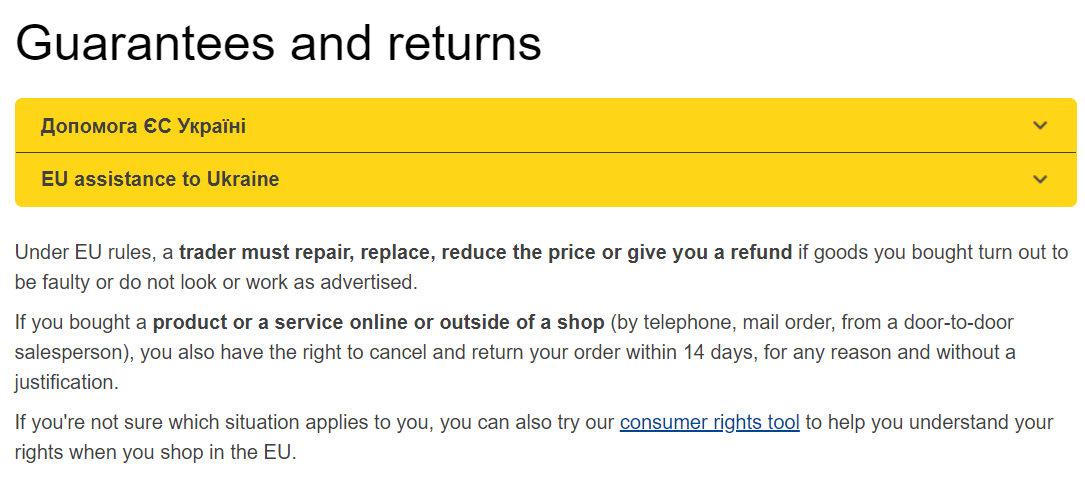 Guarantees and returns
Допомога ЄС Україні
EU assistance to Ukraine
Under EU rules, a trader must repair, replace, reduce the price or give you a refund if goods you bought turn out to
be faulty or do not look or work as advertised.
If you bought a product or a service online or outside of a shop (by telephone, mail order, from a door-to-door
salesperson), you also have the right to cancel and return your order within 14 days, for any reason and without a
justification.
If you're not sure which situation applies to you, you can also try our consumer rights tool to help you understand your
rights when you shop in the EU.